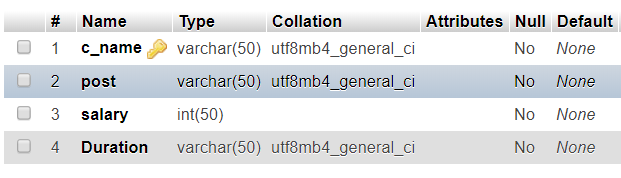 # Name Type Collation Attributes Null Default
1 c_name varchar(50) utf8mb4_general_ci No None
2 post varchar(50) utf8mb4_general_ci No None
3 salary int(50) No None
4 Duration varchar(50) utf8mb4_general_ci No None